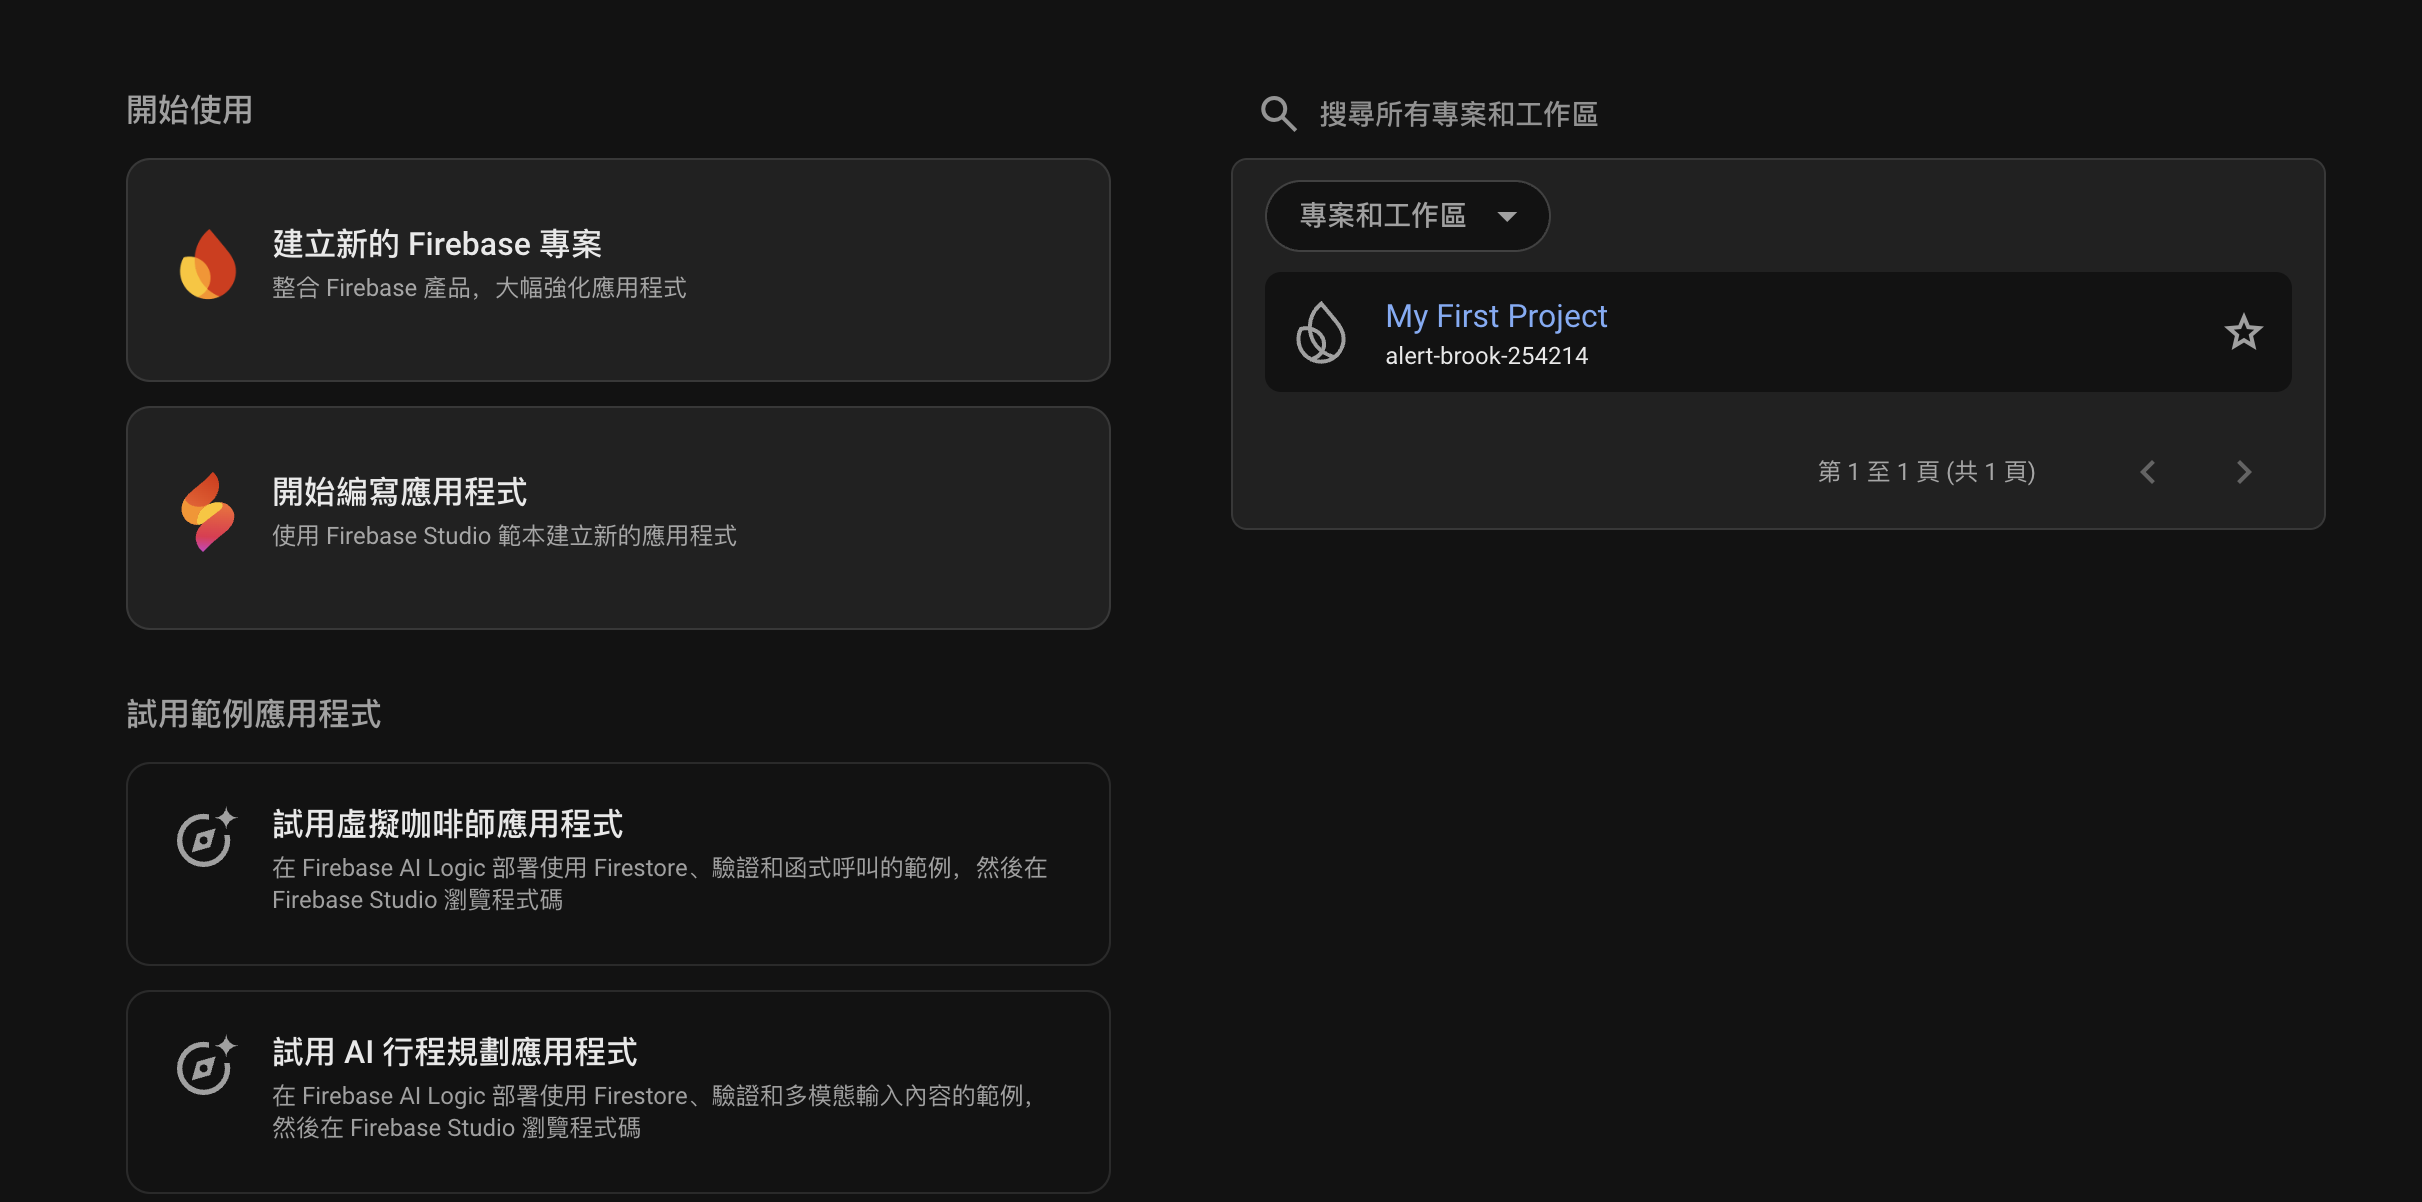 開始使用
建立新的 Firebase 專案
整合 Firebase 產品，大幅強化應用程式
開始編寫應用程式
使用 Firebase Studio 範本建立新的應用程式
試用範例應用程式
試用虛擬咖啡師應用程式
在 Firebase AI Logic 部署使用 Firestore、驗證和函式呼叫的範例，然後在
Firebase Studio 瀏覽程式碼
試用 AI 行程規劃應用程式
在 Firebase AI Logic 部署使用 Firestore、驗證和多模態輸入內容的範例，
然後在 Firebase Studio 瀏覽程式碼
搜尋所有專案和工作區
專案和工作區
My First Project
alert-brook-254214
第 1 至 1 頁 (共 1 頁)